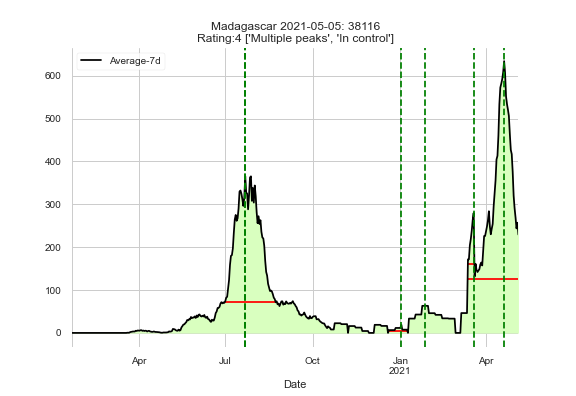 Madagascar 2021-05-05: 38116
Rating:4 ['Multiple peaks', 'In control']
Average-7d
600
500
400
300
200
100
0
Apr Jul Oct Jan Apr
2021
Date